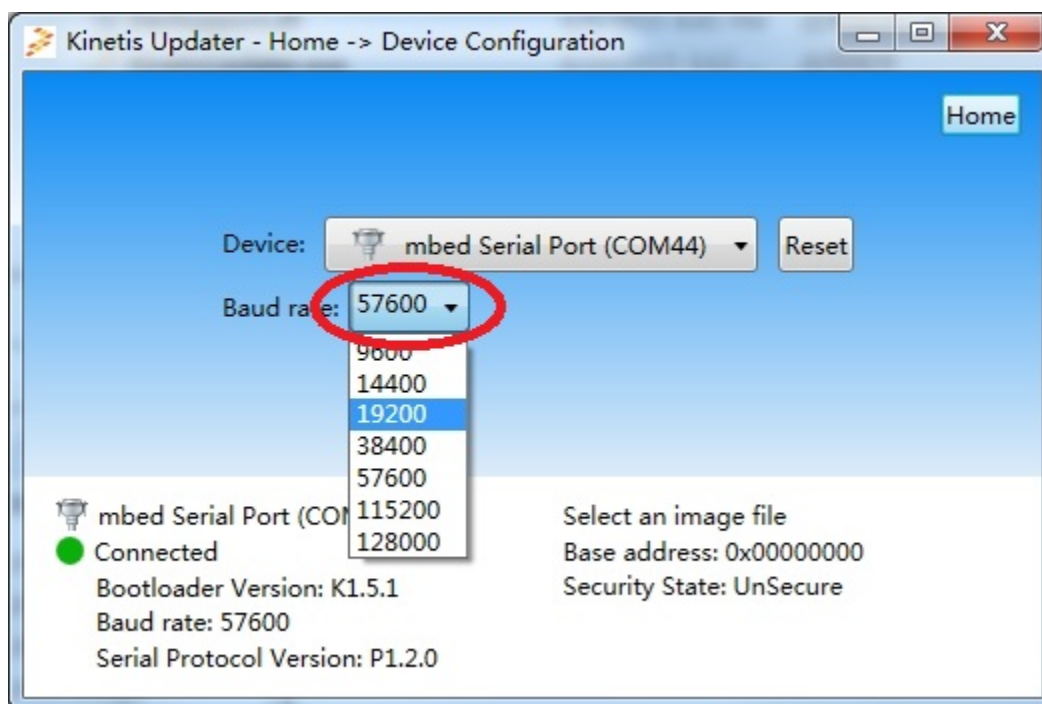 Kinetis Updater - Home -> Device Configuration
Home
Device: mbed Serial Port (COM44) Reset
Baud rate: 57600
9600
14400
19200
38400
57600
115200
128000
mbed Serial Port (CO
Connected
Bootloader Version: K1.5.1
Baud rate: 57600
Serial Protocol Version: P1.2.0
Select an image file
Base address: 0x00000000
Security State: UnSecure